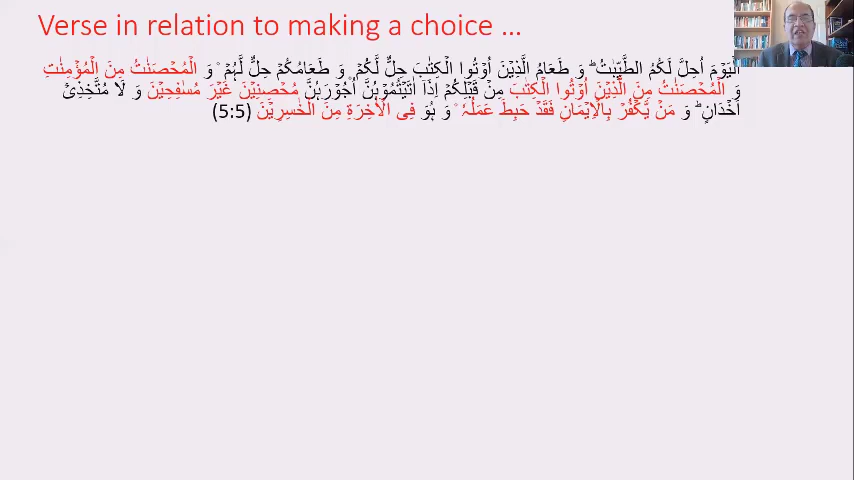 Verse in relation to making a choice ...
اَلۡیَوۡمَ اُحِلَّ لَکُمُ الطَّیِّبٰتُ ؕ وَ طَعَامُ الَّذِیۡنَ اُوۡتُوا الۡکِتٰبَ حِلٌّ لَّکُمۡ ۪ وَ طَعَامُکُمۡ حِلٌّ لَّہُمۡ ۫ وَ الۡمُحۡصَنٰتُ مِنَ الۡمُؤۡمِنٰتِ
وَ الۡمُحۡصَنٰتُ مِنَ الَّذِیۡنَ اُوۡتُوا الۡکِتٰبَ مِنۡ قَبۡلِکُمۡ اِذَاۤ اٰتَیۡتُمُوۡہُنَّ اُجُوۡرَہُنَّ مُحۡصِنِیۡنَ غَیۡرَ مُسٰفِحِیۡنَ وَ لَا مُتَّخِذِیۡۤ
اَخۡدَانٍ ؕ وَ مَنۡ یَّکۡفُرۡ بِالۡاِیۡمَانِ فَقَدۡ حَبِطَ عَمَلُہٗ ۫ وَ ہُوَ فِی الۡاٰخِرَۃِ مِنَ الۡخٰسِرِیۡنَ (5:5)